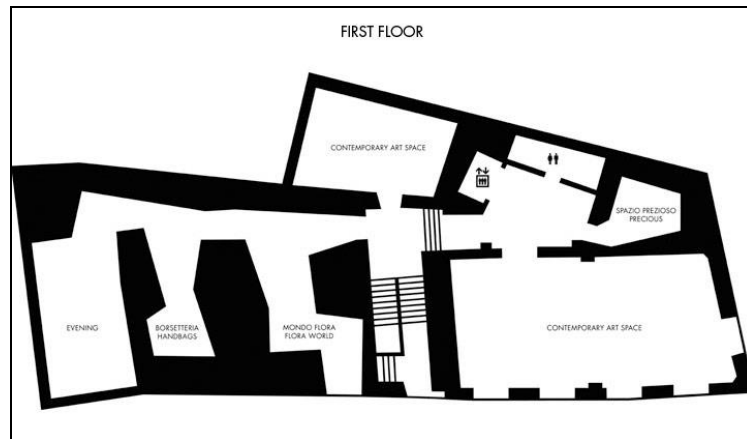 FIRST FLOOR
CONTEMPORARY ART SPACE
SPAZIO PREZIOSO
PRECIOUS
EVENING
BORSETTERIA
HANDBAGS
MONDO FLORA
FLORA WORLD
CONTEMPORARY ART SPACE